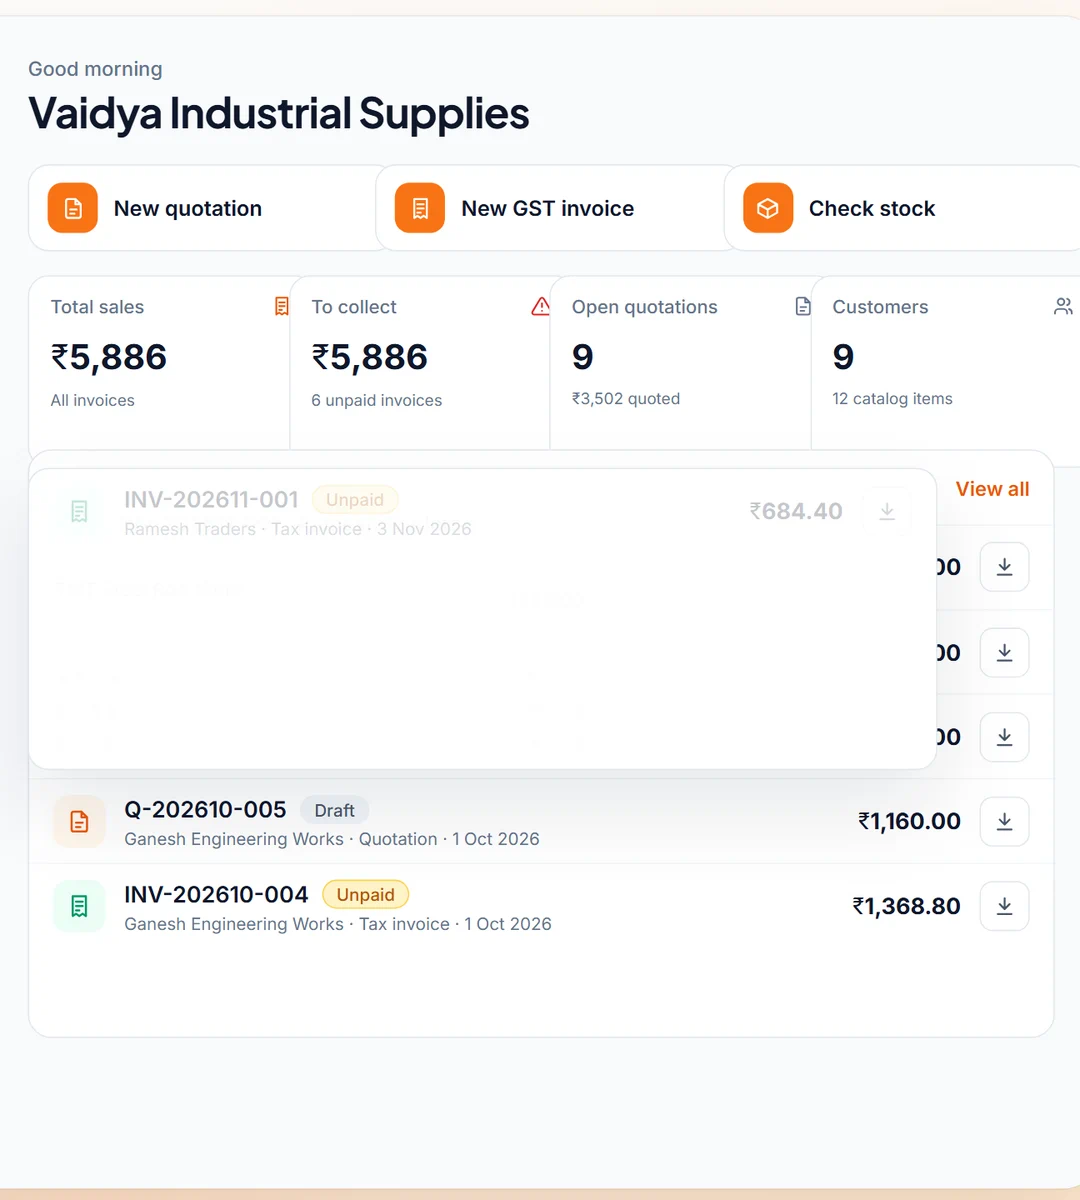 Good morning
Vaidya Industrial Supplies
New quotation
New GST invoice
Check stock
Total sales
₹5,886
All invoices
To collect
₹5,886
6 unpaid invoices
Open quotations
9
₹3,502 quoted
Customers
9
12 catalog items
View all
INV-202611-001 Unpaid
Ramesh Traders · Tax invoice · 3 Nov 2026
₹684.40
00
00
00
Q-202610-005 Draft
Ganesh Engineering Works · Quotation · 1 Oct 2026
₹1,160.00
INV-202610-004 Unpaid
Ganesh Engineering Works · Tax invoice · 1 Oct 2026
₹1,368.80